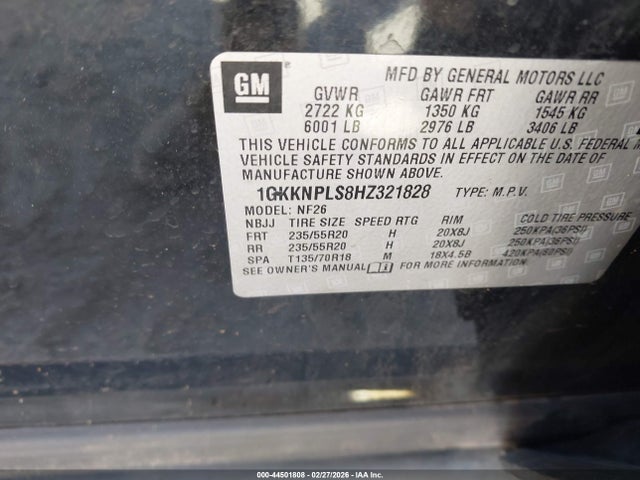 GM
MFD BY GENERAL MOTORS LLC
GVWR GAWR FRT GAWR RR
2722 KG 1350 KG 1545 KG
6001 LB 2976 LB 3406 LB
THIS VEHICLE CONFORMS TO ALL APPLICABLE U.S. FEDERAL
VEHICLE SAFETY STANDARDS IN EFFECT ON THE DATE OF
MANUFACTURE SHOWN ABOVE.
1GKKNPLS8HZ321828 TYPE: M.P.V.
MODEL: NF26
NBJJ TIRE SIZE SPEED RTG RIM COLD TIRE PRESSURE
FRT 235/55R20 H 20X8J 250KPA(36PSI)
RR 235/55R20 H 20X8J 250KPA(36PSI)
SPA T135/70R18 M 18X4.5B 420KPA(60PSI)
SEE OWNER'S MANUAL FOR MORE INFORMATION.
000-44501808 - 02/27/2026 - IAA Inc.